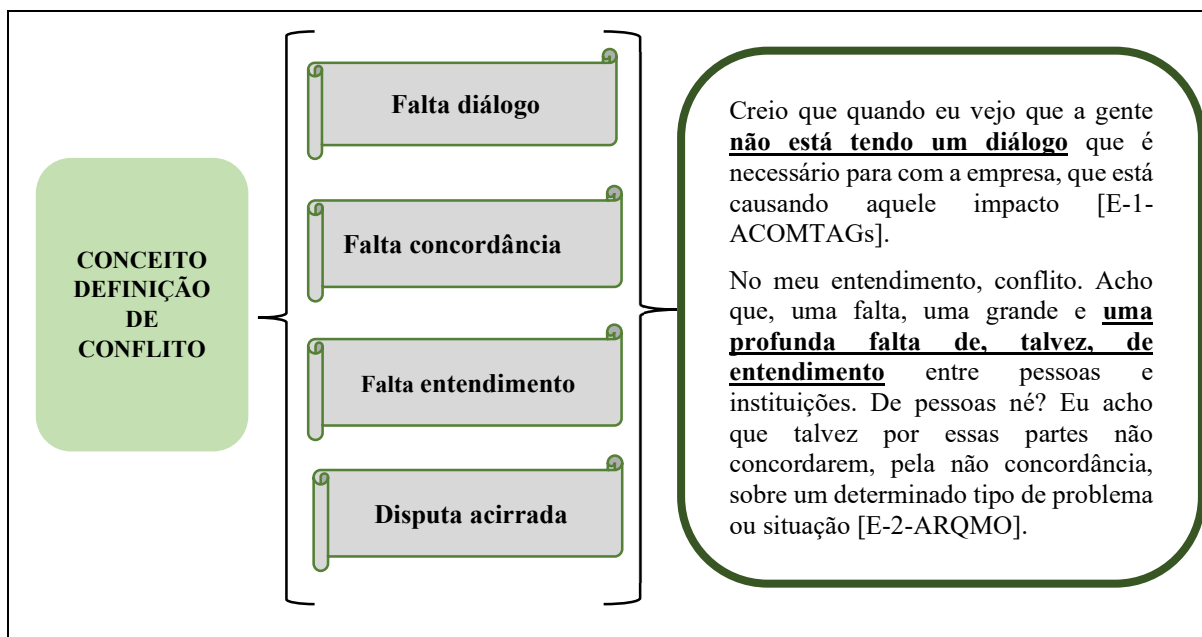 CONCEITO
DEFINIÇÃO
DE
CONFLITO
Falta diálogo
Falta concordância
Falta entendimento
Disputa acirrada
Creio que quando eu vejo que a gente
não está tendo um diálogo que é
necessário para com a empresa, que está
causando aquele impacto [E-1-
ACOMTAGs].
No meu entendimento, conflito. Acho
que, uma falta, uma grande e uma
profunda falta de, talvez, de
entendimento entre pessoas e
instituições. De pessoas né? Eu acho
que talvez por essas partes não
concordarem, pela não concordância,
sobre um determinado tipo de problema
ou situação [E-2-ARQMO].